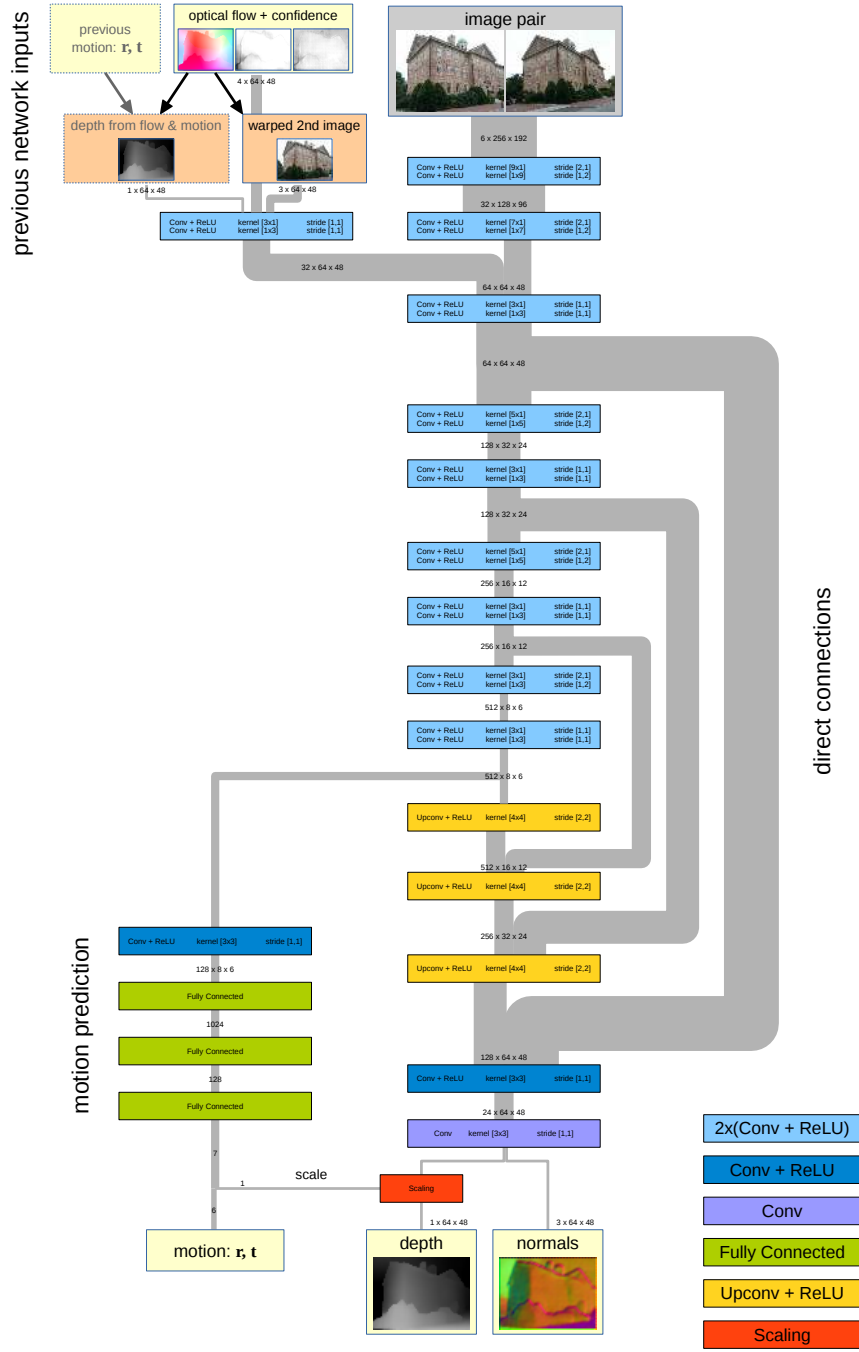 previous network inputs
previous
motion: r, t
optical flow + confidence
image pair
4 x 64 x 48
depth from flow & motion
warped 2nd image
6 x 256 x 192
1 x 64 x 48
3 x 64 x 48
Conv + ReLU kernel [9x1] stride [2,1]
Conv + ReLU kernel [1x9] stride [1,2]
32 x 128 x 96
Conv + ReLU kernel [3x1] stride [1,1]
Conv + ReLU kernel [1x3] stride [1,1]
Conv + ReLU kernel [7x1] stride [2,1]
Conv + ReLU kernel [1x7] stride [1,2]
32 x 64 x 48
64 x 64 x 48
Conv + ReLU kernel [3x1] stride [1,1]
Conv + ReLU kernel [1x3] stride [1,1]
64 x 64 x 48
Conv + ReLU kernel [5x1] stride [2,1]
Conv + ReLU kernel [1x5] stride [1,2]
128 x 32 x 24
Conv + ReLU kernel [3x1] stride [1,1]
Conv + ReLU kernel [1x3] stride [1,1]
128 x 32 x 24
Conv + ReLU kernel [5x1] stride [2,1]
Conv + ReLU kernel [1x5] stride [1,2]
256 x 16 x 12
Conv + ReLU kernel [3x1] stride [1,1]
Conv + ReLU kernel [1x3] stride [1,1]
256 x 16 x 12
Conv + ReLU kernel [3x1] stride [2,1]
Conv + ReLU kernel [1x3] stride [1,2]
512 x 8 x 6
Conv + ReLU kernel [3x1] stride [1,1]
Conv + ReLU kernel [1x3] stride [1,1]
512 x 8 x 6
direct connections
Upconv + ReLU kernel [4x4] stride [2,2]
512 x 16 x 12
Upconv + ReLU kernel [4x4] stride [2,2]
256 x 32 x 24
Upconv + ReLU kernel [4x4] stride [2,2]
128 x 64 x 48
Conv + ReLU kernel [3x3] stride [1,1]
24 x 64 x 48
Conv kernel [3x3] stride [1,1]
motion prediction
Conv + ReLU kernel [3x3] stride [1,1]
128 x 8 x 6
Fully Connected
1024
Fully Connected
128
Fully Connected
7
scale
1
Scaling
6
1 x 64 x 48
3 x 64 x 48
motion: r, t
depth
normals
2x(Conv + ReLU)
Conv + ReLU
Conv
Fully Connected
Upconv + ReLU
Scaling